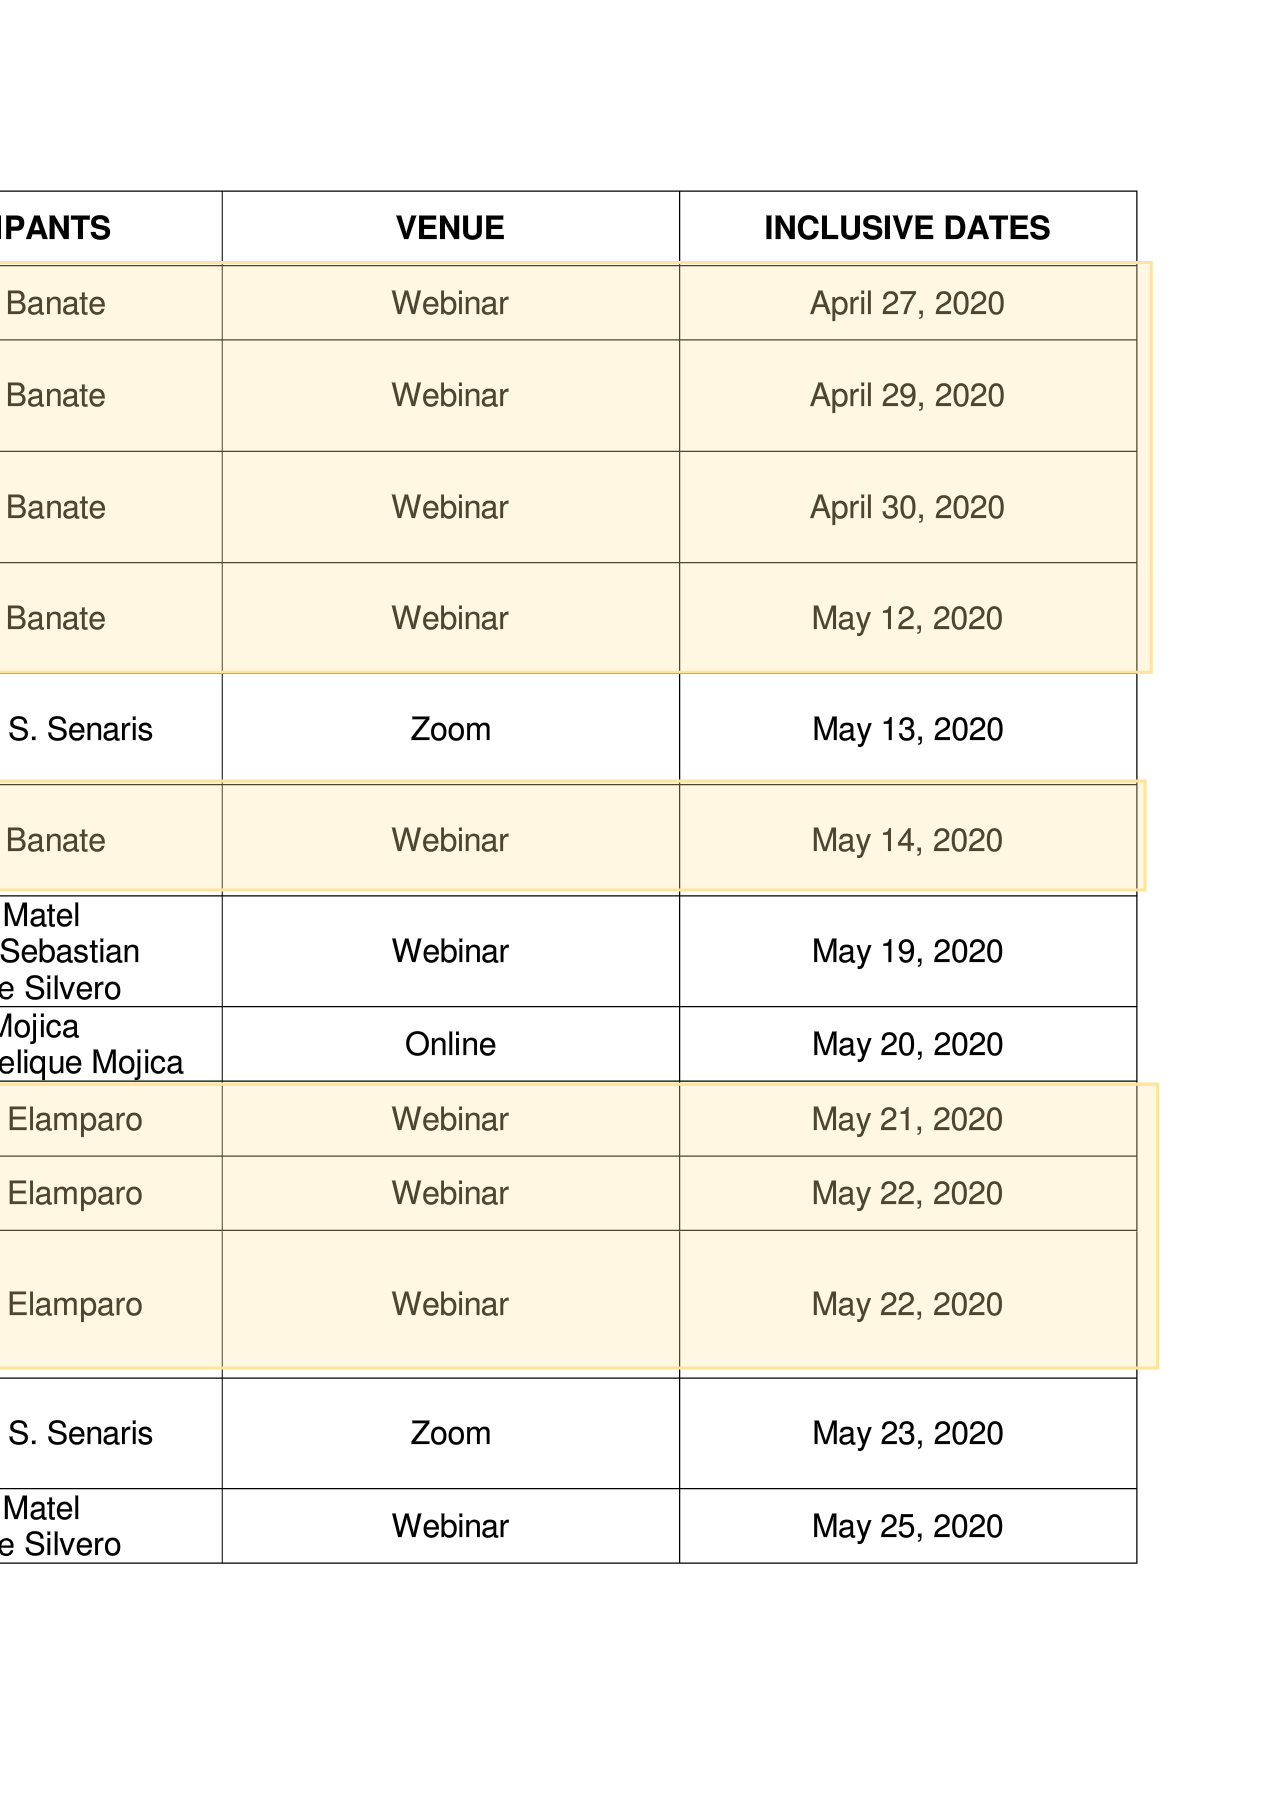 IPANTS VENUE INCLUSIVE DATES
Banate Webinar April 27, 2020
Banate Webinar April 29, 2020
Banate Webinar April 30, 2020
Banate Webinar May 12, 2020
S. Senaris Zoom May 13, 2020
Banate Webinar May 14, 2020
Matel
Sebastian Webinar May 19, 2020
e Silvero
Mojica
elique Mojica Online May 20, 2020
Elamparo Webinar May 21, 2020
Elamparo Webinar May 22, 2020
Elamparo Webinar May 22, 2020
S. Senaris Zoom May 23, 2020
Matel
e Silvero Webinar May 25, 2020